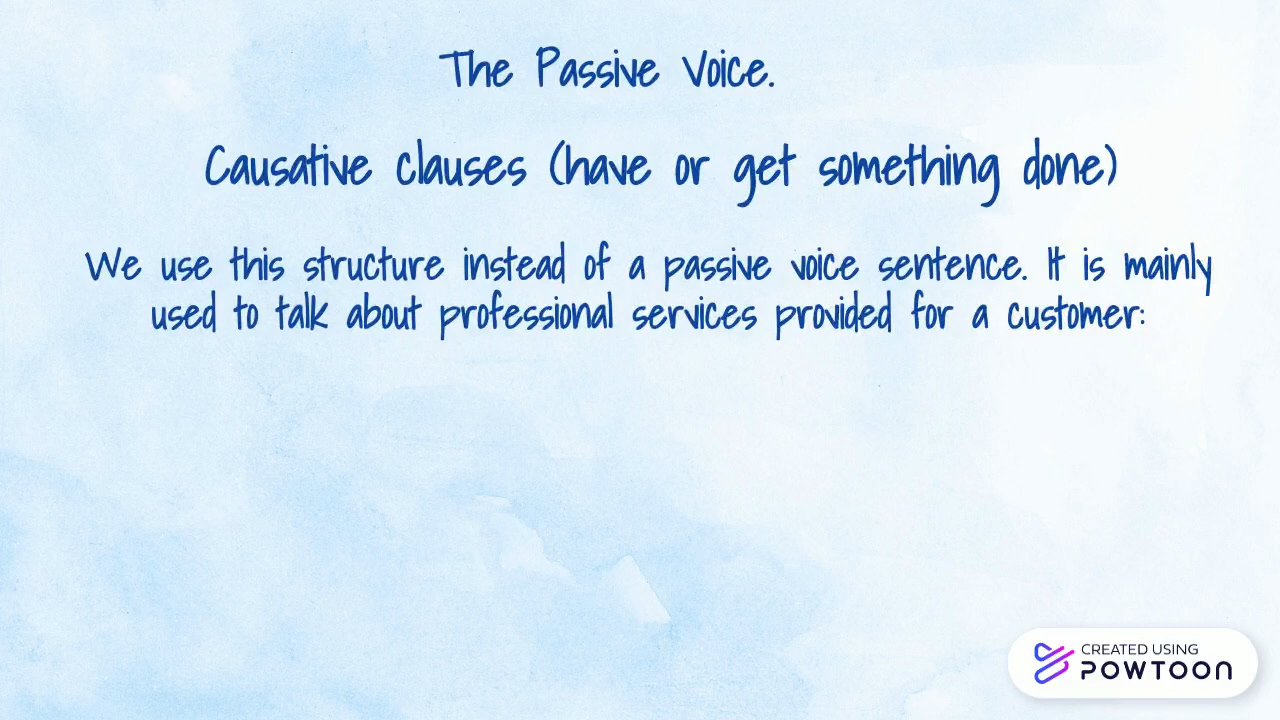 The Passive Voice.
Causative clauses (have or get something done)
We use this structure instead of a passive voice sentence. It is mainly
used to talk about professional services provided for a customer:
CREATED USING
POWTOON